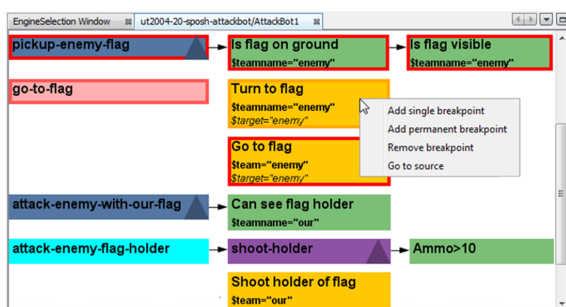 EngineSelection Window
ut2004-20-sposh-attackbot/AttackBot1
pickup-enemy-flag
Is flag on ground
$teamname="enemy"
Is flag visible
$teamname="enemy"
go-to-flag
Turn to flag
$teamname="enemy"
$target="enemy"
Add single breakpoint
Add permanent breakpoint
Remove breakpoint
Go to source
Go to flag
$team="enemy"
$target="enemy"
attack-enemy-with-our-flag
Can see flag holder
$teamname="our"
attack-enemy-flag-holder
shoot-holder
Ammo>10
Shoot holder of flag
$team="our"